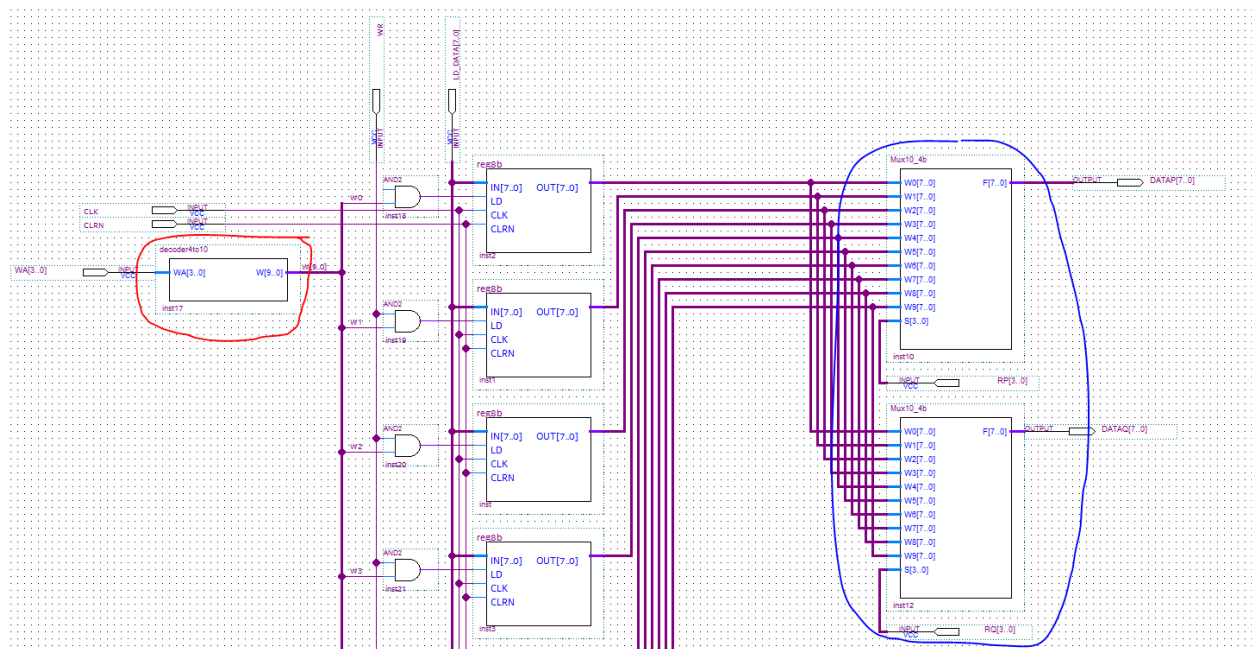 WR
LD_DATA[7..0]
VCC
INPUT
VCC
INPUT
CLK
INPUT
VCC
CLRN
INPUT
VCC
WA[3..0]
INPUT
VCC
decoder4to10
WA[3..0]
W[9..0]
inst17
W[9..0]
W0
AND2
inst18
reg8b
IN[7..0]
OUT[7..0]
LD
CLK
CLRN
inst2
W1
AND2
inst19
reg8b
IN[7..0]
OUT[7..0]
LD
CLK
CLRN
inst1
W2
AND2
inst20
reg8b
IN[7..0]
OUT[7..0]
LD
CLK
CLRN
inst
W3
AND2
inst21
reg8b
IN[7..0]
OUT[7..0]
LD
CLK
CLRN
inst3
Mux10_4b
W0[7..0]
F[7..0]
W1[7..0]
W2[7..0]
W3[7..0]
W4[7..0]
W5[7..0]
W6[7..0]
W7[7..0]
W8[7..0]
W9[7..0]
S[3..0]
inst10
OUTPUT
DATAP[7..0]
INPUT
VCC
RP[3..0]
Mux10_4b
W0[7..0]
F[7..0]
W1[7..0]
W2[7..0]
W3[7..0]
W4[7..0]
W5[7..0]
W6[7..0]
W7[7..0]
W8[7..0]
W9[7..0]
S[3..0]
inst12
OUTPUT
DATAQ[7..0]
INPUT
VCC
RQ[3..0]